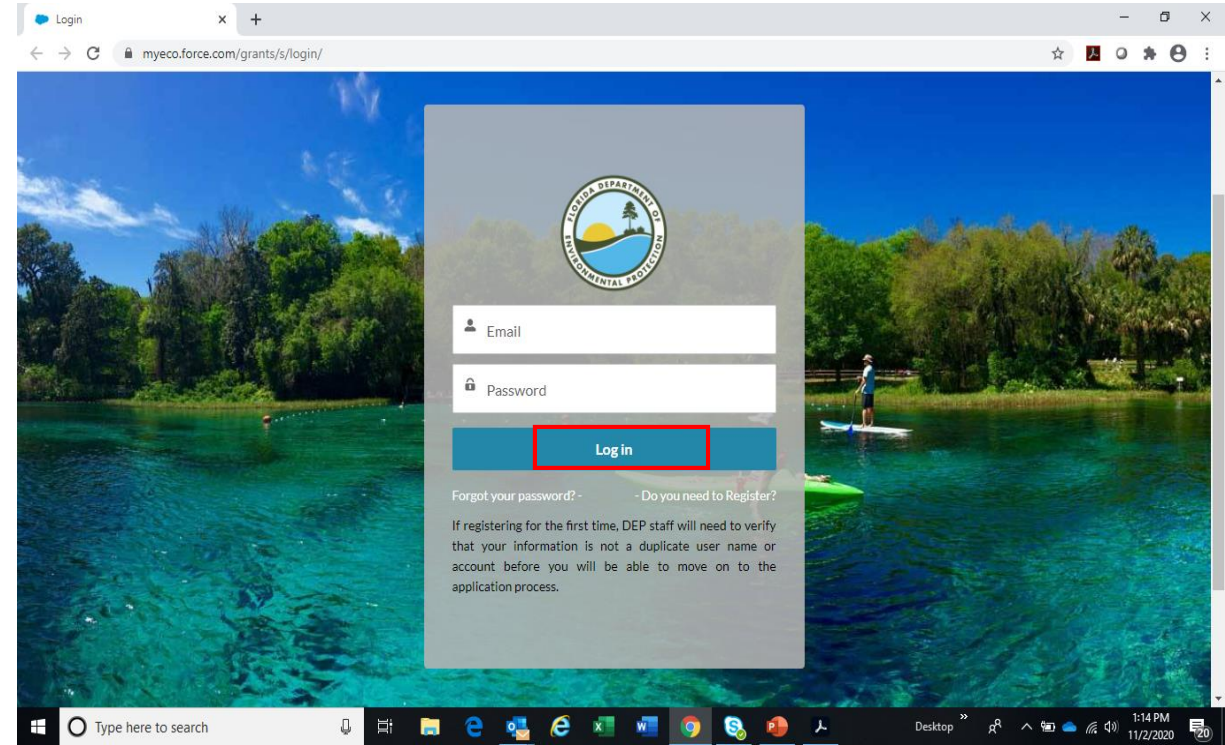 Login
myeco.force.com/grants/s/login/
FLORIDA DEPARTMENT OF
ENVIRONMENTAL PROTECTION
Email
Password
Log in
Forgot your password? - - Do you need to Register?
If registering for the first time, DEP staff will need to verify
that your information is not a duplicate user name or
account before you will be able to move on to the
application process.
Type here to search
Desktop
1:14 PM
11/2/2020
20